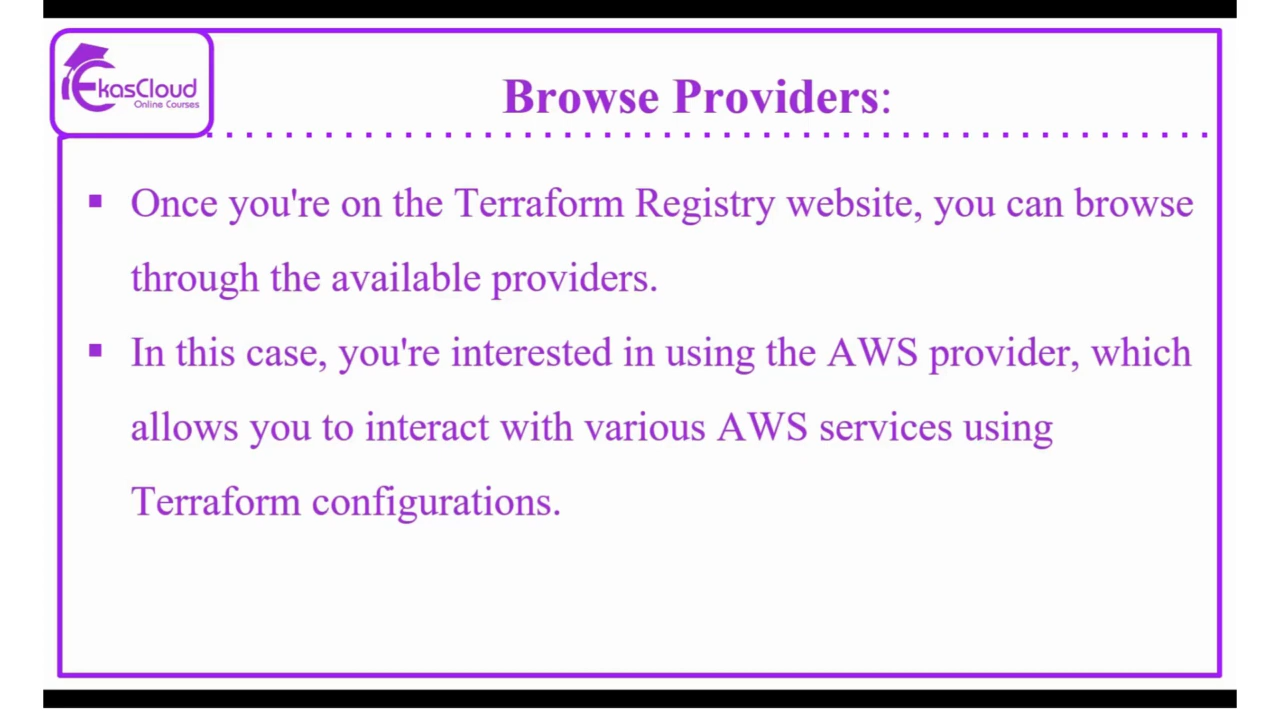 EkasCloud
Online Courses
Browse Providers:
▪ Once you're on the Terraform Registry website, you can browse
through the available providers.
▪ In this case, you're interested in using the AWS provider, which
allows you to interact with various AWS services using
Terraform configurations.